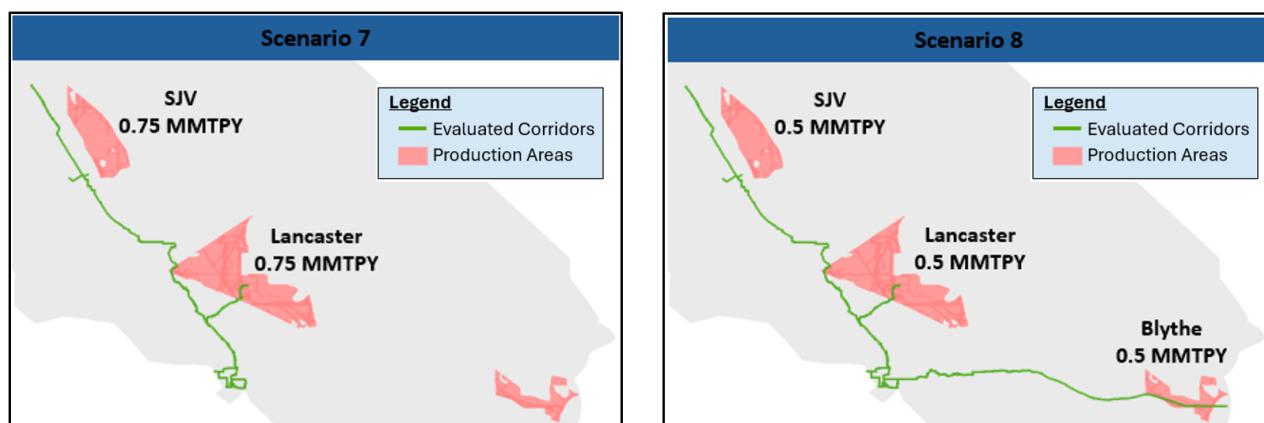 Scenario 7
SJV
0.75 MMTPY
Legend
Evaluated Corridors
Production Areas
Lancaster
0.75 MMTPY
Scenario 8
SJV
0.5 MMTPY
Legend
Evaluated Corridors
Production Areas
Lancaster
0.5 MMTPY
Blythe
0.5 MMTPY